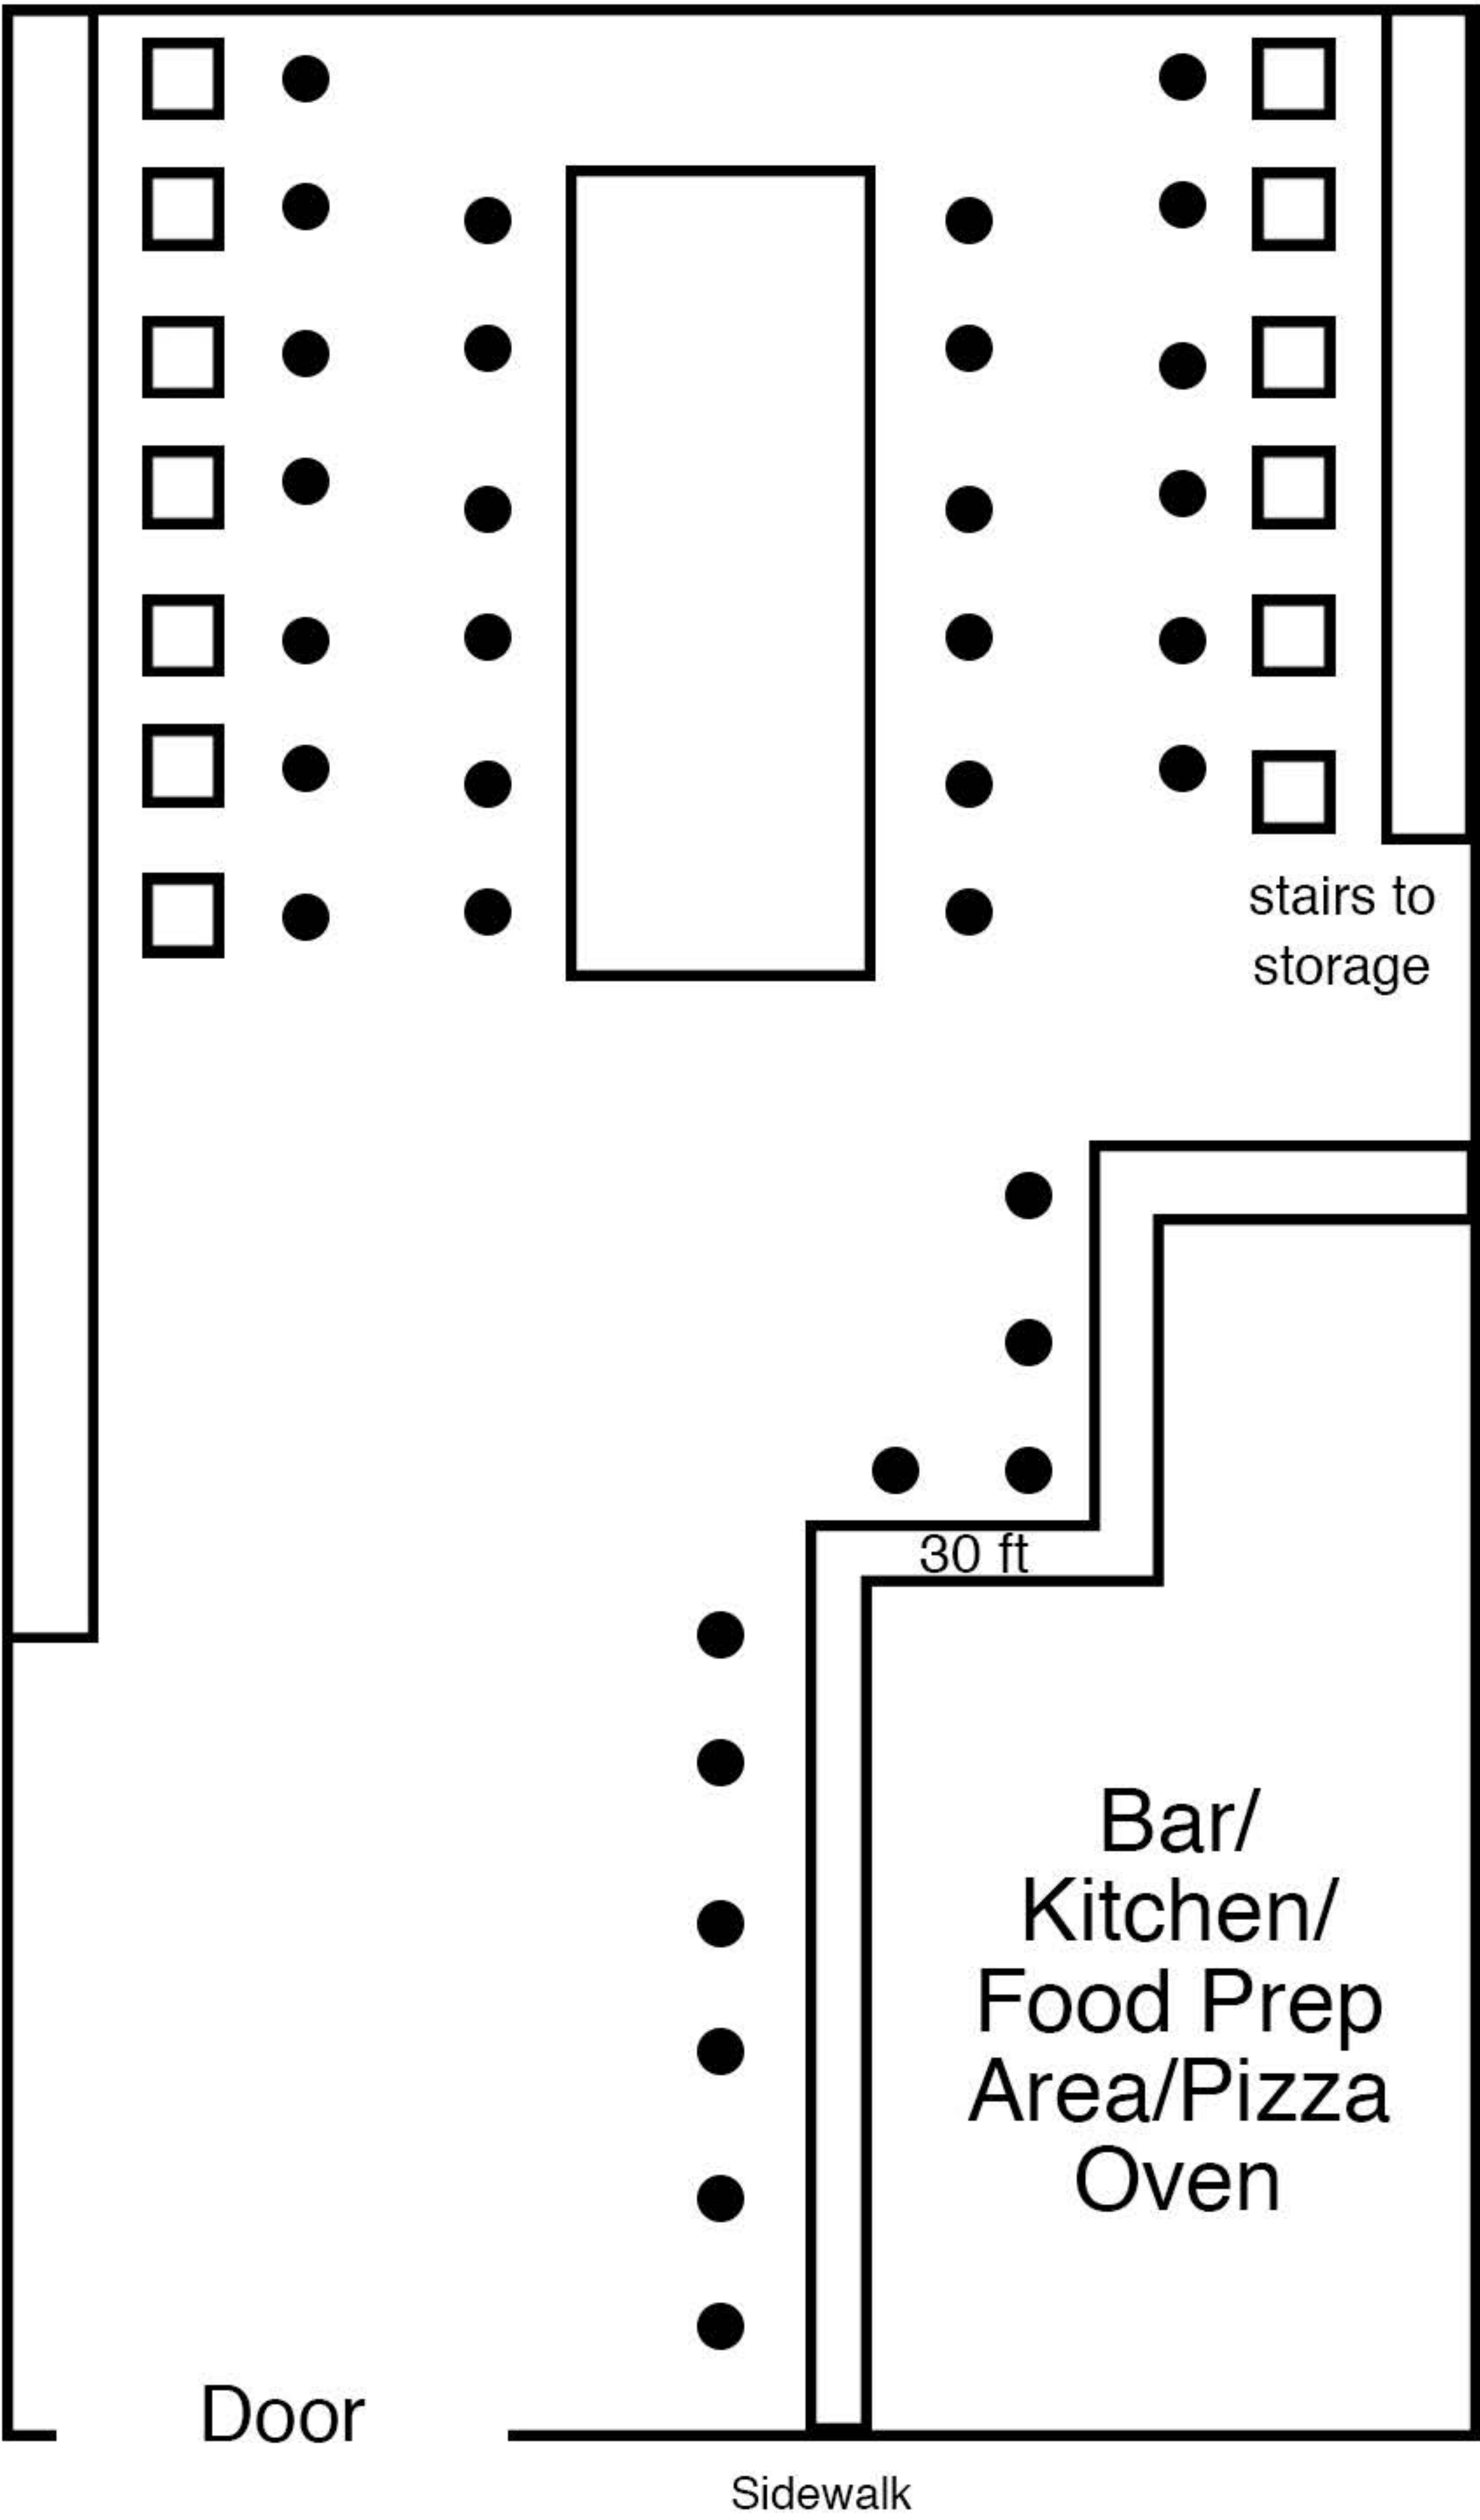 stairs to
storage
30 ft
Bar/
Kitchen/
Food Prep
Area/Pizza
Oven
Door
Sidewalk